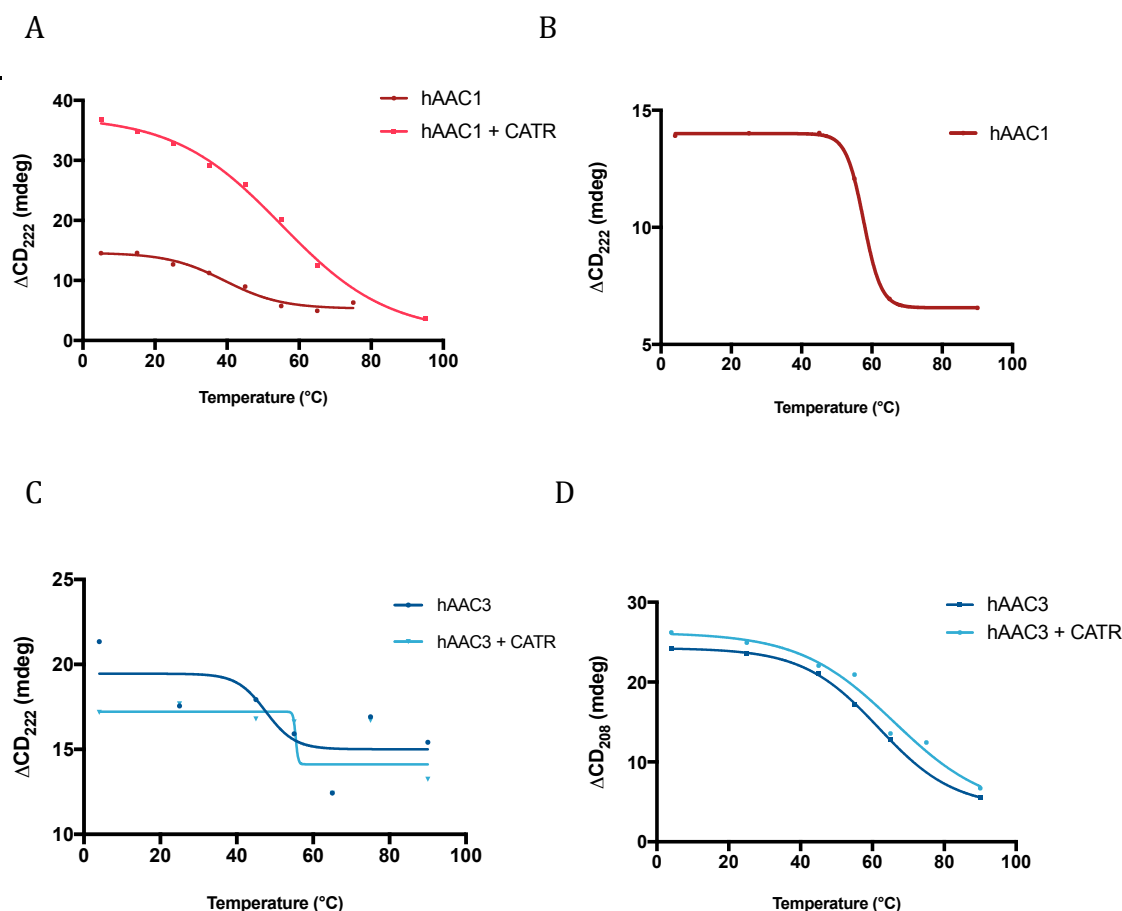 A
B
hAAC1
hAAC1 + CATR
40
30
20
10
0
ΔCD222 (mdeg)
0 20 40 60 80 100
Temperature (°C)
hAAC1
15
10
5
ΔCD222 (mdeg)
0 20 40 60 80 100
Temperature (°C)
C
D
hAAC3
hAAC3 + CATR
25
20
15
10
ΔCD222 (mdeg)
0 20 40 60 80 100
Temperature (°C)
hAAC3
hAAC3 + CATR
30
20
10
0
ΔCD208 (mdeg)
0 20 40 60 80 100
Temperature (°C)